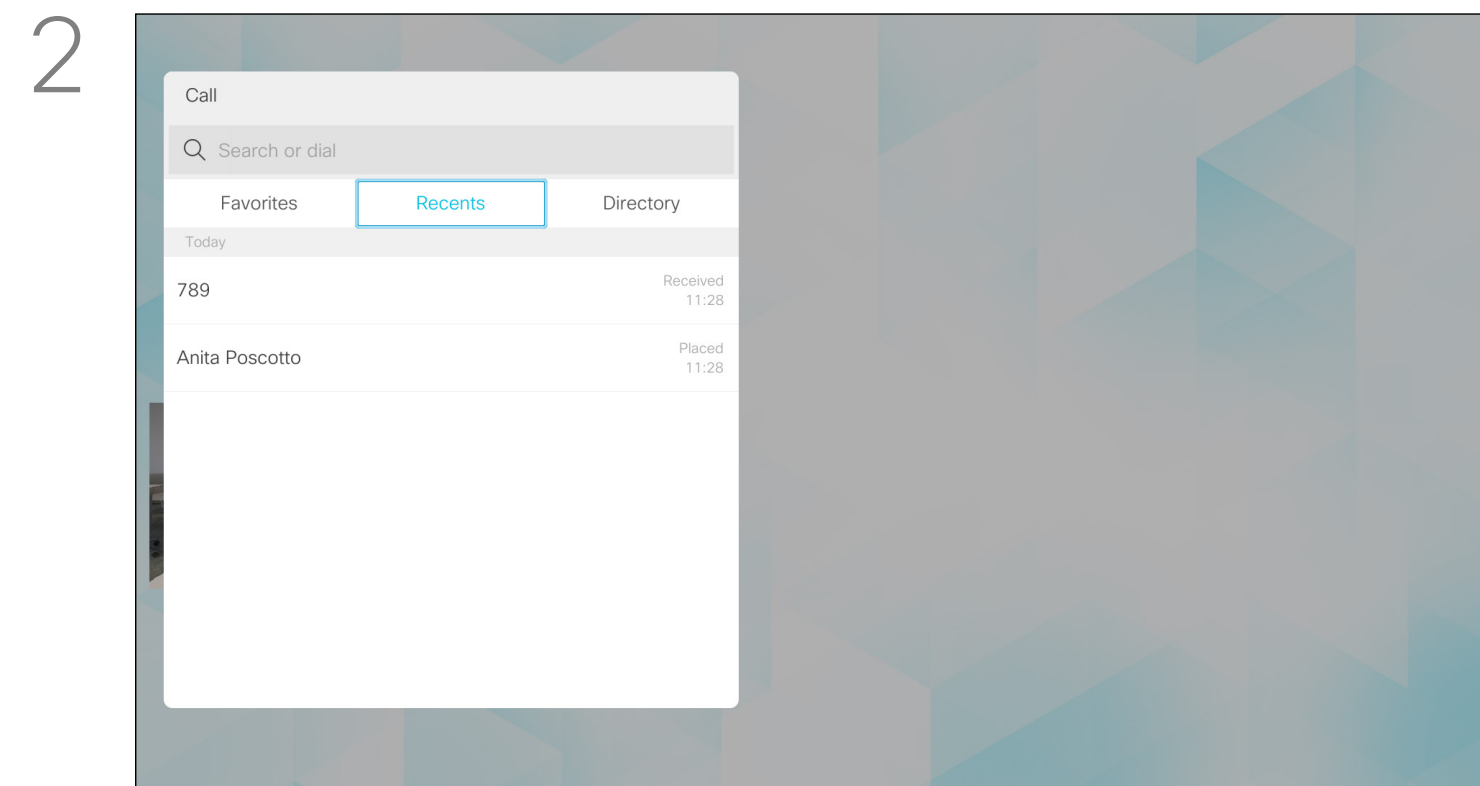 2
Call
Search or dial
Favorites Recents Directory
Today
789 Received
11:28
Anita Poscotto Placed
11:28